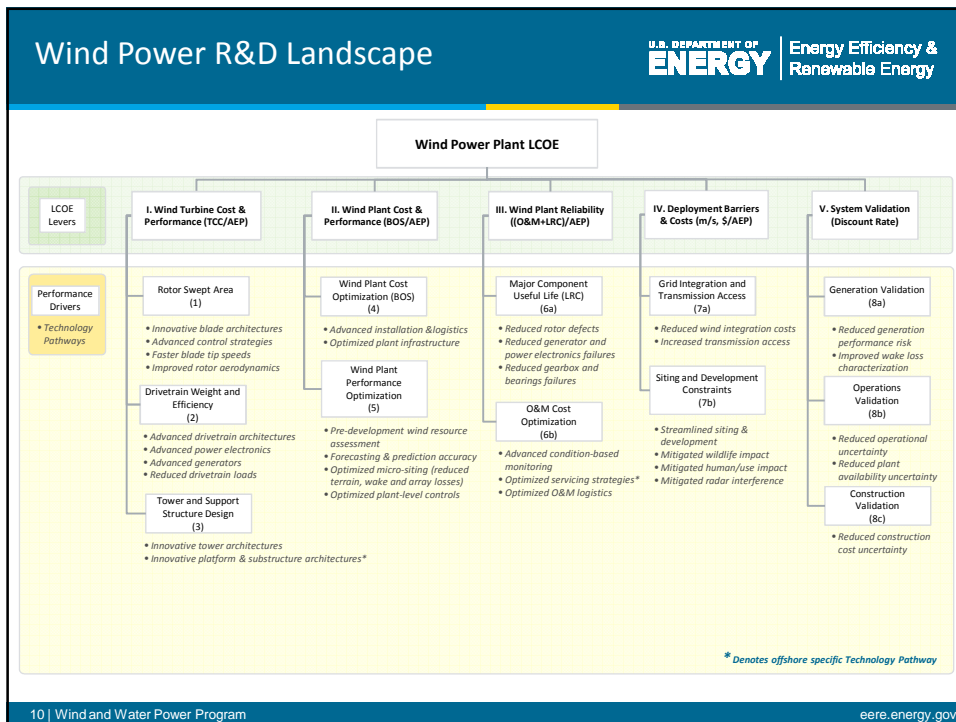 Wind Power R&D Landscape
U.S. DEPARTMENT OF
ENERGY
Energy Efficiency &
Renewable Energy
Wind Power Plant LCOE
LCOE
Levers
I. Wind Turbine Cost &
Performance (TCC/AEP)
II. Wind Plant Cost &
Performance (BOS/AEP)
III. Wind Plant Reliability
((O&M+LRC)/AEP)
IV. Deployment Barriers
& Costs (m/s, $/AEP)
V. System Validation
(Discount Rate)
Performance
Drivers
• Technology
Pathways
Rotor Swept Area
(1)
• Innovative blade architectures
• Advanced control strategies
• Faster blade tip speeds
• Improved rotor aerodynamics
Drivetrain Weight and
Efficiency
(2)
• Advanced drivetrain architectures
• Advanced power electronics
• Advanced generators
• Reduced drivetrain loads
Tower and Support
Structure Design
(3)
• Innovative tower architectures
• Innovative platform & substructure architectures*
Wind Plant Cost
Optimization (BOS)
(4)
• Advanced installation &logistics
• Optimized plant infrastructure
Wind Plant
Performance
Optimization
(5)
• Pre-development wind resource
assessment
• Forecasting & prediction accuracy
• Optimized micro-siting (reduced
terrain, wake and array losses)
• Optimized plant-level controls
Major Component
Useful Life (LRC)
(6a)
• Reduced rotor defects
• Reduced generator and
power electronics failures
• Reduced gearbox and
bearings failures
O&M Cost
Optimization
(6b)
• Advanced condition-based
monitoring
• Optimized servicing strategies*
• Optimized O&M logistics
Grid Integration and
Transmission Access
(7a)
• Reduced wind integration costs
• Increased transmission access
Siting and Development
Constraints
(7b)
• Streamlined siting &
development
• Mitigated wildlife impact
• Mitigated human/use impact
• Mitigated radar interference
Generation Validation
(8a)
• Reduced generation
performance risk
• Improved wake loss
characterization
Operations
Validation
(8b)
• Reduced operational
uncertainty
• Reduced plant
availability uncertainty
Construction
Validation
(8c)
• Reduced construction
cost uncertainty
* Denotes offshore specific Technology Pathway
10 | Wind and Water Power Program
eere.energy.gov